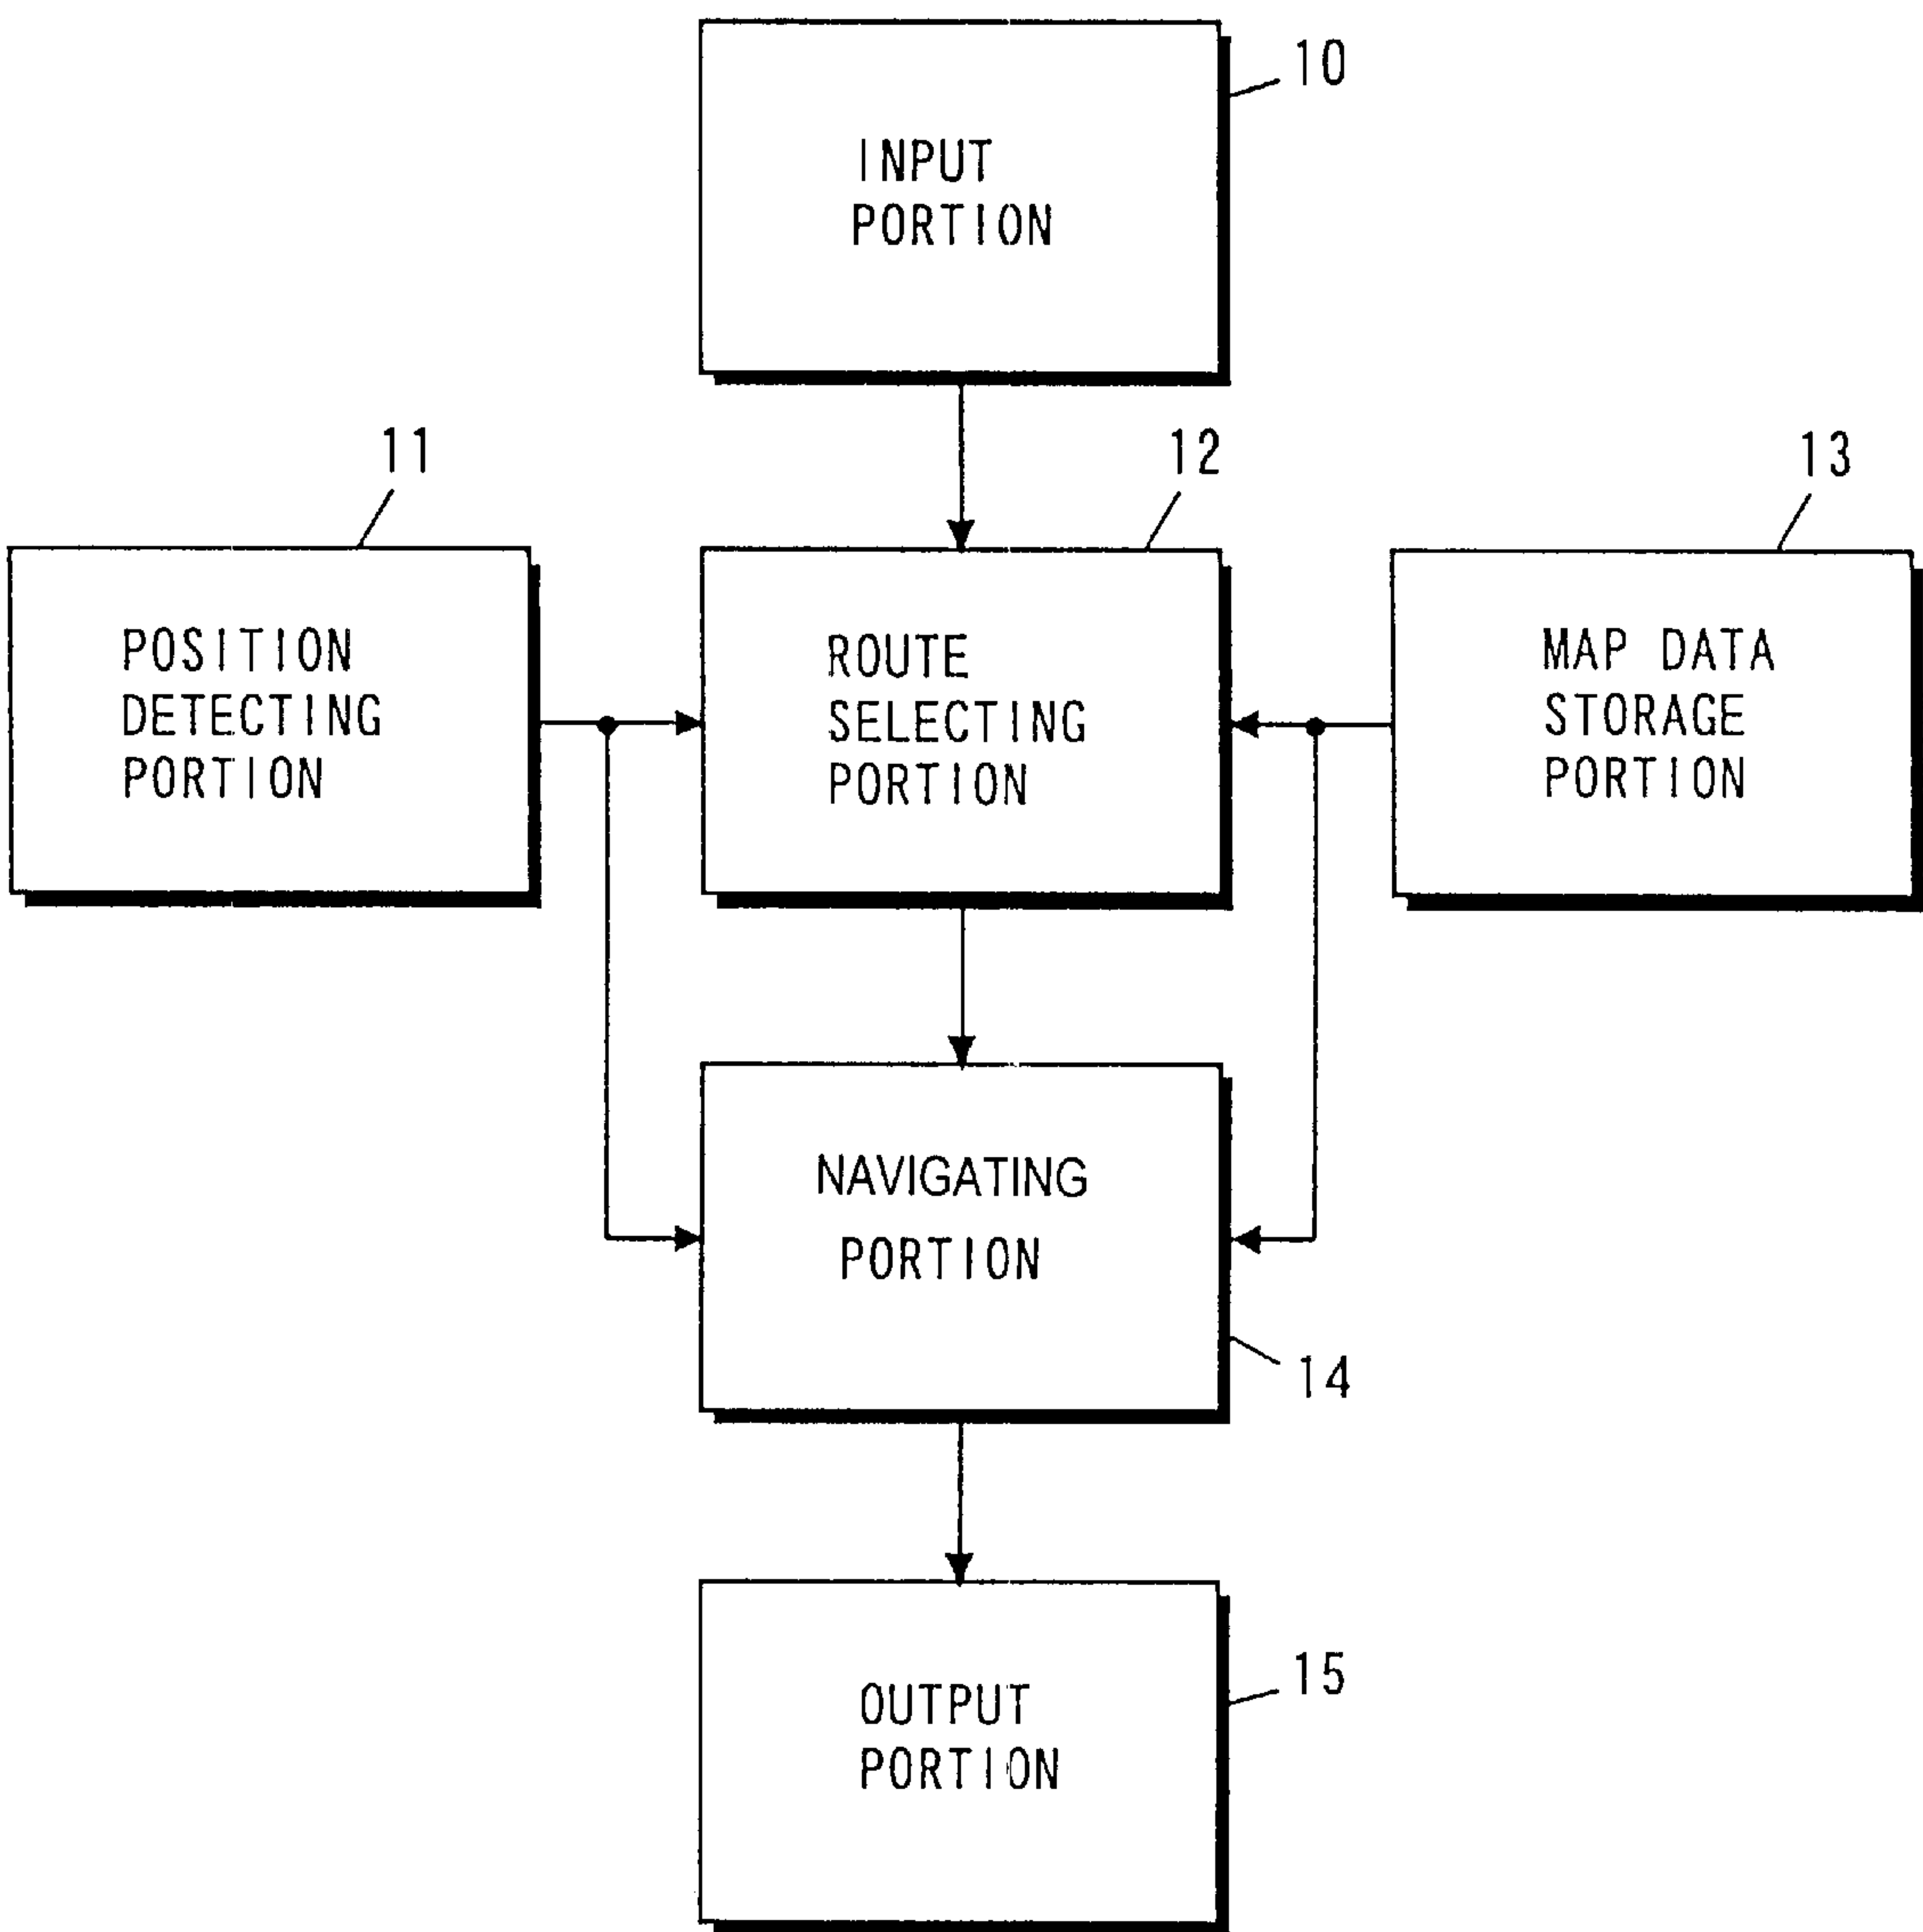 10
INPUT
PORTION
11
12
13
POSITION
DETECTING
PORTION
ROUTE
SELECTING
PORTION
MAP DATA
STORAGE
PORTION
NAVIGATING
PORTION
14
15
OUTPUT
PORTION